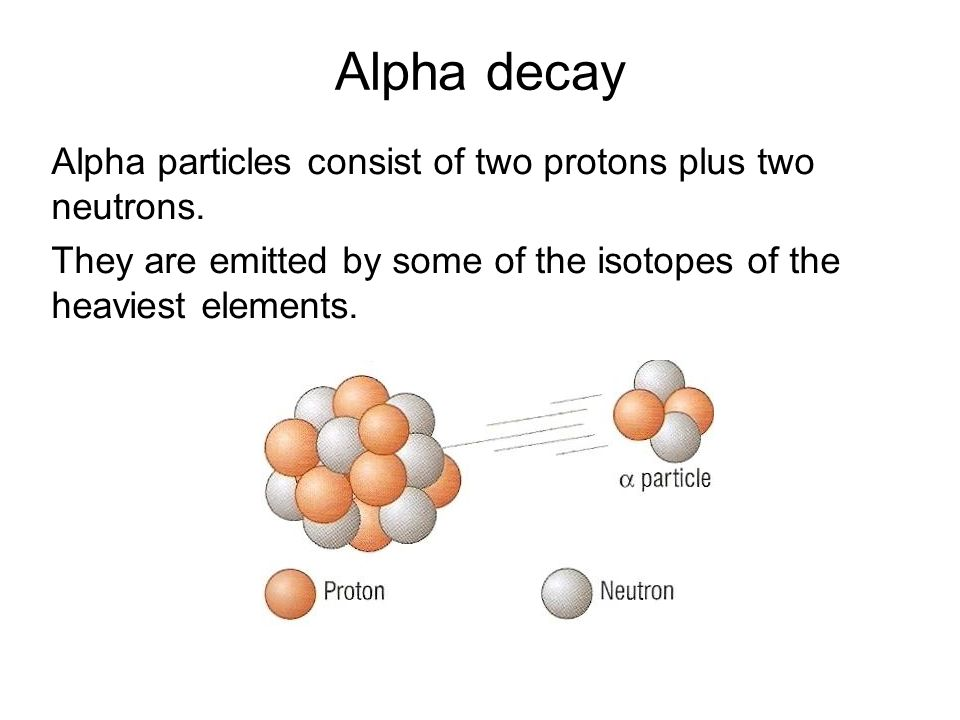 Alpha decay
Alpha particles consist of two protons plus two
neutrons.
They are emitted by some of the isotopes of the
heaviest elements.
α particle
Proton
Neutron